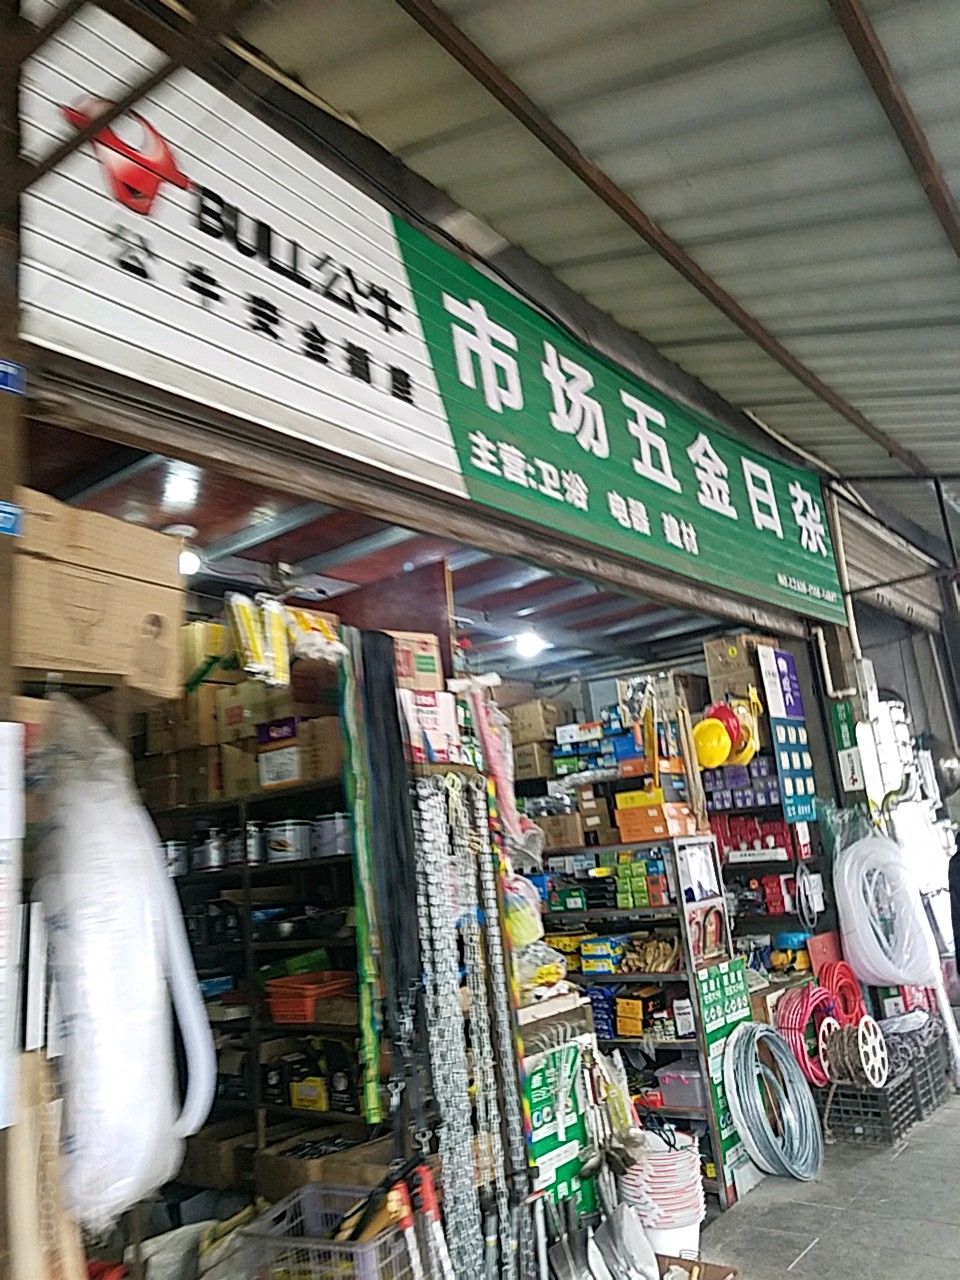 BULL公牛
公牛安全插座
市场五金日杂
主营:卫浴 电器 建材